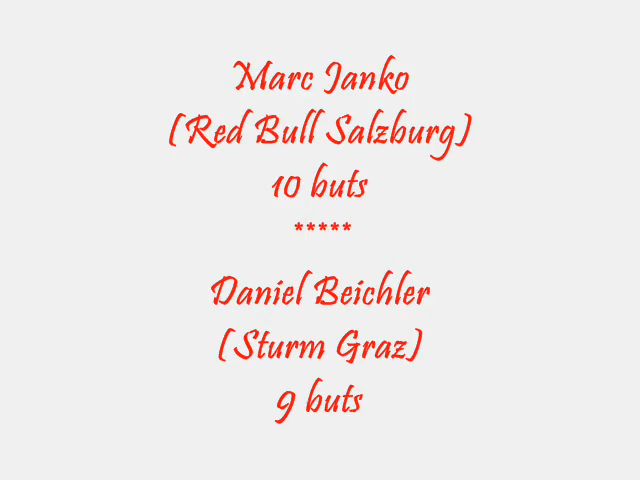 Marc Janko
(Red Bull Salzburg)
10 buts
*****
Daniel Beichler
(Sturm Graz)
9 buts